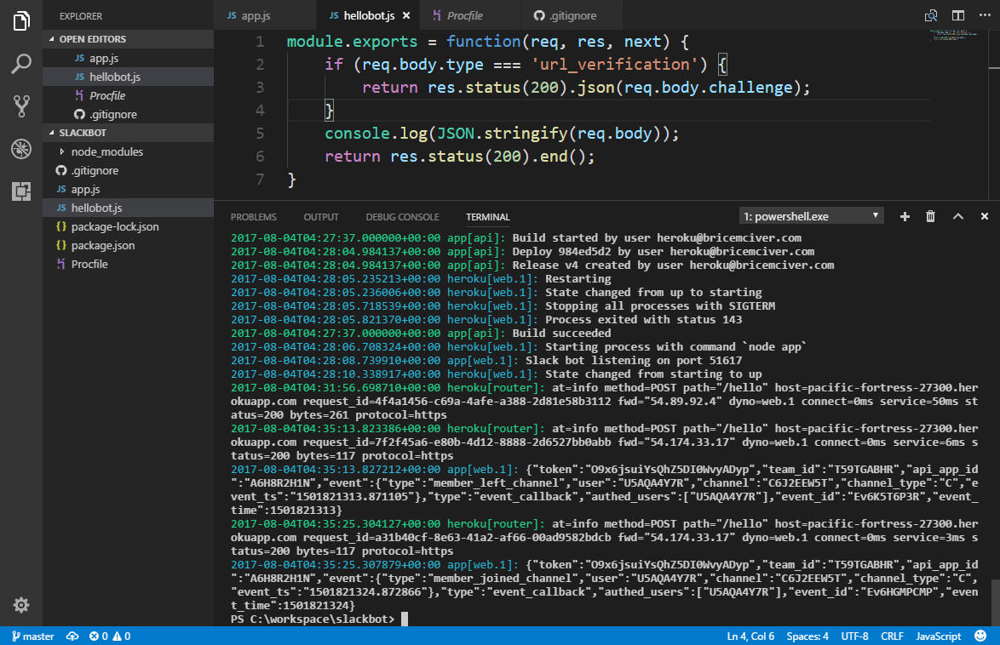 EXPLORER
OPEN EDITORS
JS app.js
JS hellobot.js
Procfile
.gitignore
SLACKBOT
node_modules
.gitignore
JS app.js
JS hellobot.js
{} package-lock.json
{} package.json
Procfile
JS app.js JS hellobot.js × Procfile .gitignore
1 module.exports = function(req, res, next) {
2 if (req.body.type === 'url_verification') {
3 return res.status(200).json(req.body.challenge);
4 }
5 console.log(JSON.stringify(req.body));
6 return res.status(200).end();
7 }
PROBLEMS OUTPUT DEBUG CONSOLE TERMINAL 1: powershell.exe
2017-08-04T04:27:37.000000+00:00 app[api]: Build started by user heroku@bricemciver.com
2017-08-04T04:28:04.984137+00:00 app[api]: Deploy 984ed5d2 by user heroku@bricemciver.com
2017-08-04T04:28:04.984137+00:00 app[api]: Release v4 created by user heroku@bricemciver.com
2017-08-04T04:28:05.235213+00:00 heroku[web.1]: Restarting
2017-08-04T04:28:05.236006+00:00 heroku[web.1]: State changed from up to starting
2017-08-04T04:28:05.718539+00:00 heroku[web.1]: Stopping all processes with SIGTERM
2017-08-04T04:28:05.821370+00:00 heroku[web.1]: Process exited with status 143
2017-08-04T04:27:37.000000+00:00 app[api]: Build succeeded
2017-08-04T04:28:06.708324+00:00 heroku[web.1]: Starting process with command `node app`
2017-08-04T04:28:08.739910+00:00 app[web.1]: Slack bot listening on port 51617
2017-08-04T04:28:10.338917+00:00 heroku[web.1]: State changed from starting to up
2017-08-04T04:31:56.698710+00:00 heroku[router]: at=info method=POST path="/hello" host=pacific-fortress-27300.her
okuapp.com request_id=4f4a1456-c69a-4afe-a388-2d81e58b3112 fwd="54.89.92.4" dyno=web.1 connect=0ms service=50ms st
atus=200 bytes=261 protocol=https
2017-08-04T04:35:13.823386+00:00 heroku[router]: at=info method=POST path="/hello" host=pacific-fortress-27300.her
okuapp.com request_id=7f2f45a6-e80b-4d12-8888-2d6527bb0abb fwd="54.174.33.17" dyno=web.1 connect=0ms service=6ms s
tatus=200 bytes=117 protocol=https
2017-08-04T04:35:13.827212+00:00 app[web.1]: {"token":"O9x6jsuiYsQhZ5DI0WvyADyp","team_id":"T59TGABHR","api_app_id
":"A6H8R2H1N","event":{"type":"member_left_channel","user":"U5AQA4Y7R","channel":"C6J2EEW5T","channel_type":"C","e
vent_ts":"1501821313.871105"},"type":"event_callback","authed_users":["U5AQA4Y7R"],"event_id":"Ev6K5T6P3R","event_
time":1501821313}
2017-08-04T04:35:25.304127+00:00 heroku[router]: at=info method=POST path="/hello" host=pacific-fortress-27300.her
okuapp.com request_id=a31b40cf-8e63-41a2-af66-00ad9582bdcb fwd="54.174.33.17" dyno=web.1 connect=0ms service=3ms s
tatus=200 bytes=117 protocol=https
2017-08-04T04:35:25.307879+00:00 app[web.1]: {"token":"O9x6jsuiYsQhZ5DI0WvyADyp","team_id":"T59TGABHR","api_app_id
":"A6H8R2H1N","event":{"type":"member_joined_channel","user":"U5AQA4Y7R","channel":"C6J2EEW5T","channel_type":"C",
"event_ts":"1501821324.872866"},"type":"event_callback","authed_users":["U5AQA4Y7R"],"event_id":"Ev6HGMPCMP","even
t_time":1501821324}
PS C:\workspace\slackbot>
master 0 0 Ln 4, Col 6 Spaces: 4 UTF-8 CRLF JavaScript